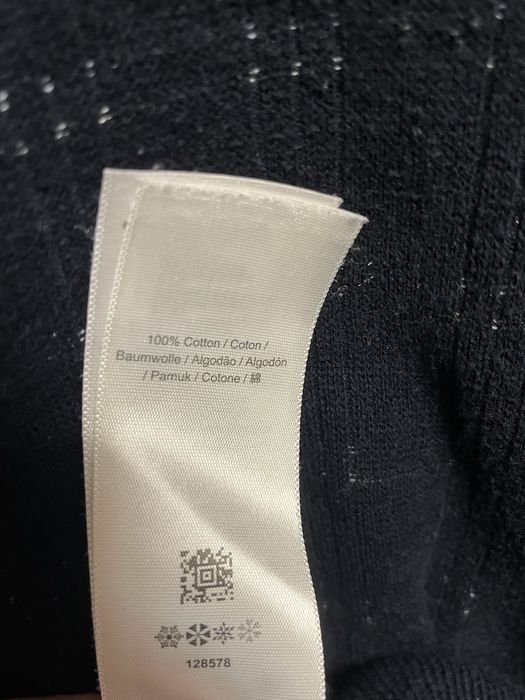 100% Cotton / Coton /
Baumwolle / Algodão / Algodón
/ Pamuk / Cotone / 綿
128578